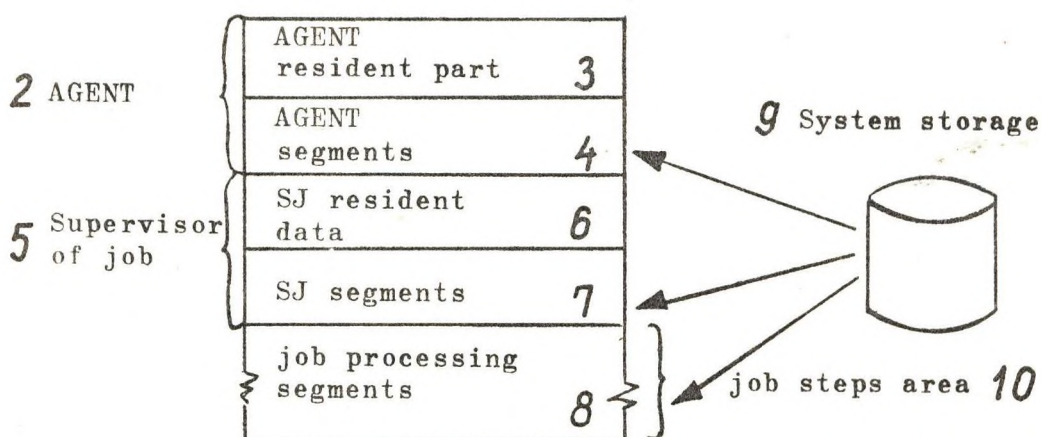 AGENT
resident part 3
2 AGENT
AGENT
segments 4
9 System storage
5 Supervisor
of job
SJ resident
data 6
SJ segments 7
job processing
segments 8
job steps area 10